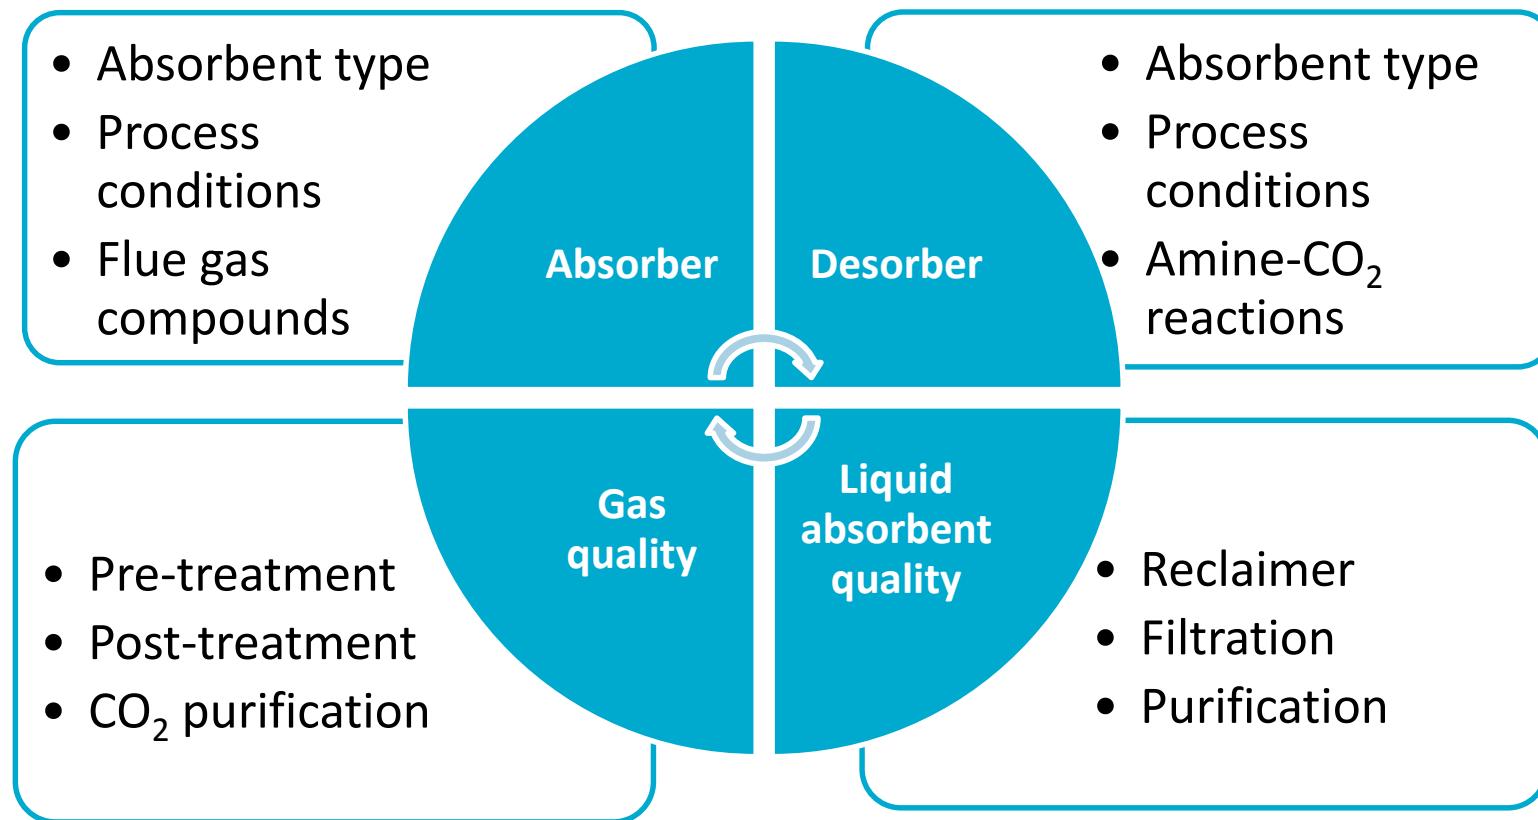 • Absorbent type
• Process
conditions
• Flue gas
compounds
Absorber
Desorber
• Absorbent type
• Process
conditions
• Amine-CO₂
reactions
• Pre-treatment
• Post-treatment
• CO₂ purification
Gas
quality
Liquid
absorbent
quality
• Reclaimer
• Filtration
• Purification